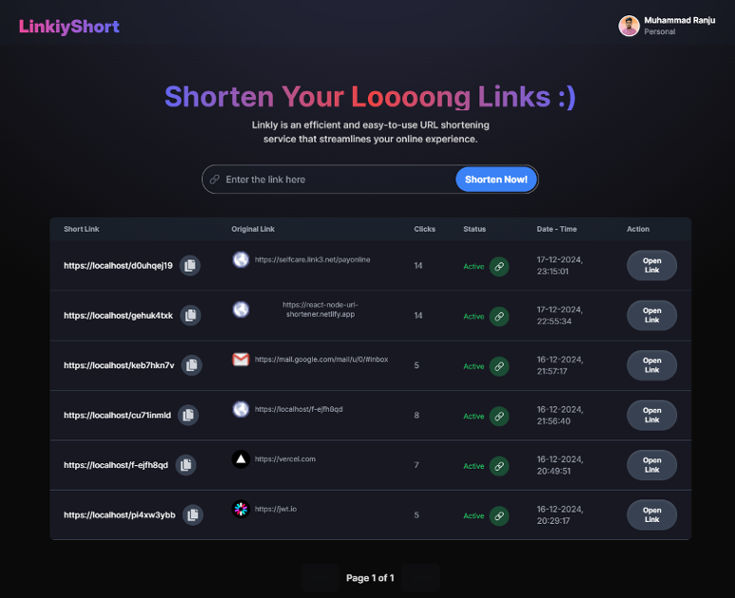 LinkiyShort
Muhammad Ranju
Personal
Shorten Your Loooong Links :)
Linkly is an efficient and easy-to-use URL shortening
service that streamlines your online experience.
Enter the link here
Shorten Now!
Short Link Original Link Clicks Status Date - Time Action
https://localhost/d0uhqej19 https://selfcare.link3.net/payonline 14 Active 17-12-2024, 23:15:01 Open Link
https://localhost/gehuk4txk https://react-node-url-shortener.netlify.app 14 Active 17-12-2024, 22:55:34 Open Link
https://localhost/keb7hkn7v https://mail.google.com/mail/u/0/#inbox 5 Active 16-12-2024, 21:57:17 Open Link
https://localhost/cu71inmld https://localhost/f-ejfh8qd 8 Active 16-12-2024, 21:56:40 Open Link
https://localhost/f-ejfh8qd https://vercel.com 7 Active 16-12-2024, 20:49:51 Open Link
https://localhost/pl4xw3ybb https://jwt.io 5 Active 16-12-2024, 20:29:17 Open Link
Page 1 of 1